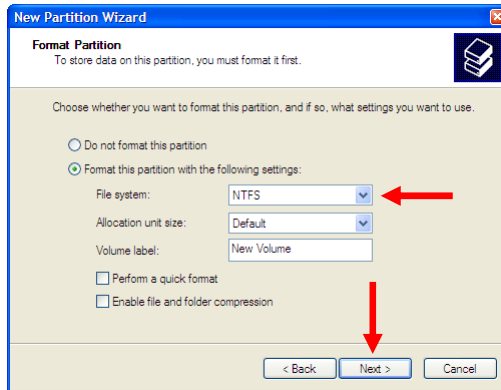 New Partition Wizard
Format Partition
To store data on this partition, you must format it first.
Choose whether you want to format this partition, and if so, what settings you want to use.
Do not format this partition
Format this partition with the following settings:
File system: NTFS
Allocation unit size: Default
Volume label: New Volume
Perform a quick format
Enable file and folder compression
< Back Next > Cancel